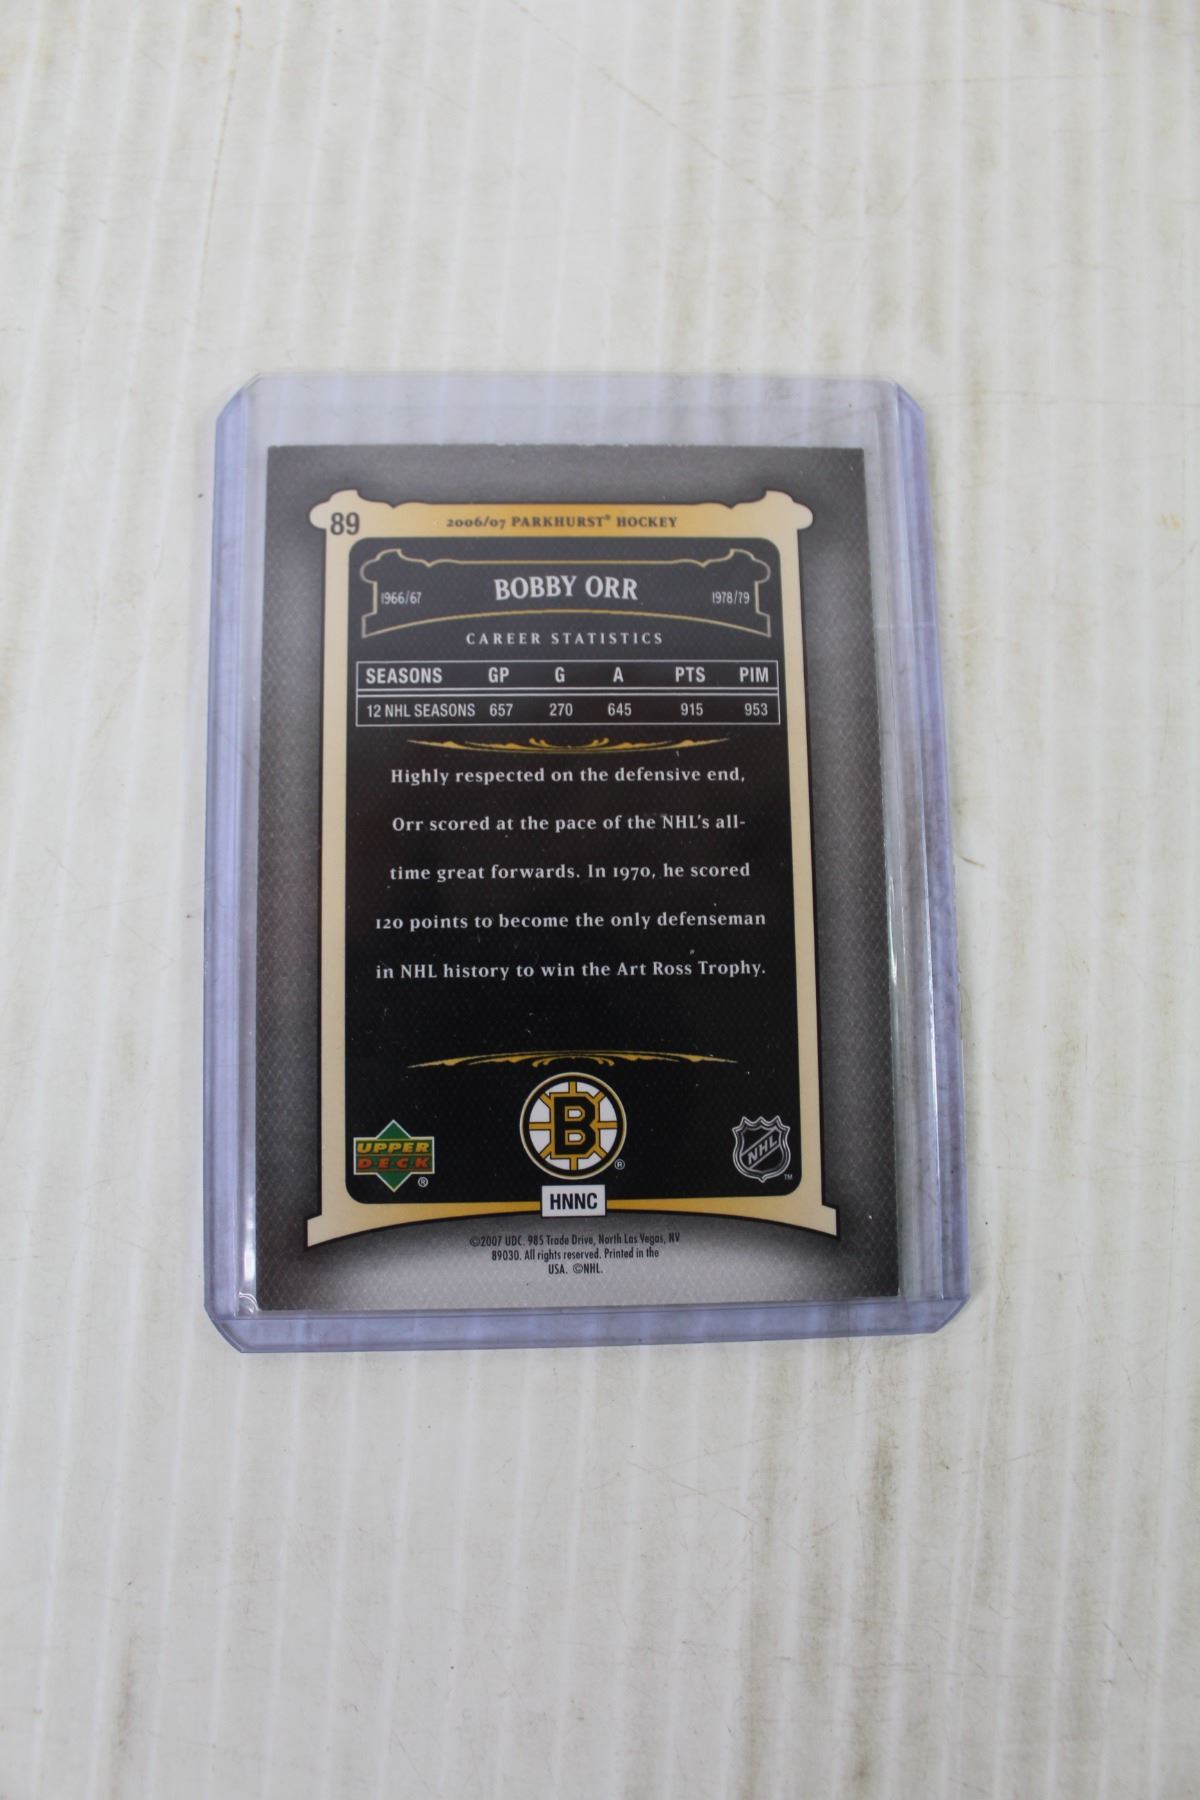 89
2006/07 PARKHURST® HOCKEY
1966/67 BOBBY ORR 1978/79
CAREER STATISTICS
SEASONS GP G A PTS PIM
12 NHL SEASONS 657 270 645 915 953
Highly respected on the defensive end,
Orr scored at the pace of the NHL's all-
time great forwards. In 1970, he scored
120 points to become the only defenseman
in NHL history to win the Art Ross Trophy.
UPPER
DECK ®
B ®
NHL ™
HNNC
©2007 UDC. 985 Trade Drive, North Las Vegas, NV
89030. All rights reserved. Printed in the
USA. ©NHL.